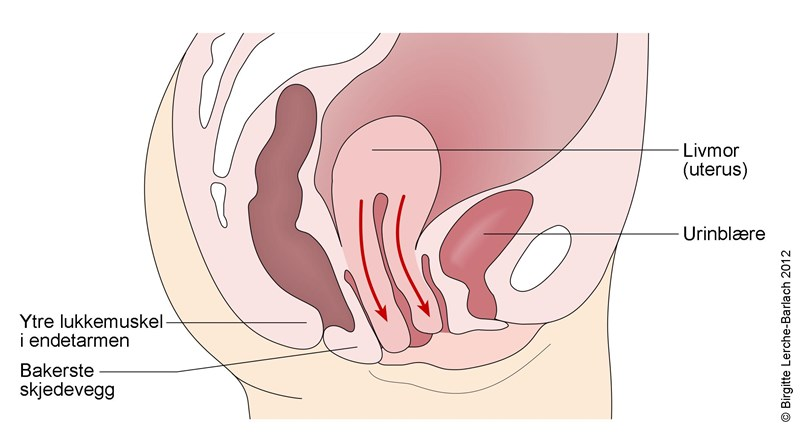 Livmor
(uterus)
Urinblære
Ytre lukkemuskel
i endetarmen
Bakerste
skjedevegg
© Birgitte Lerche-Barlach 2012